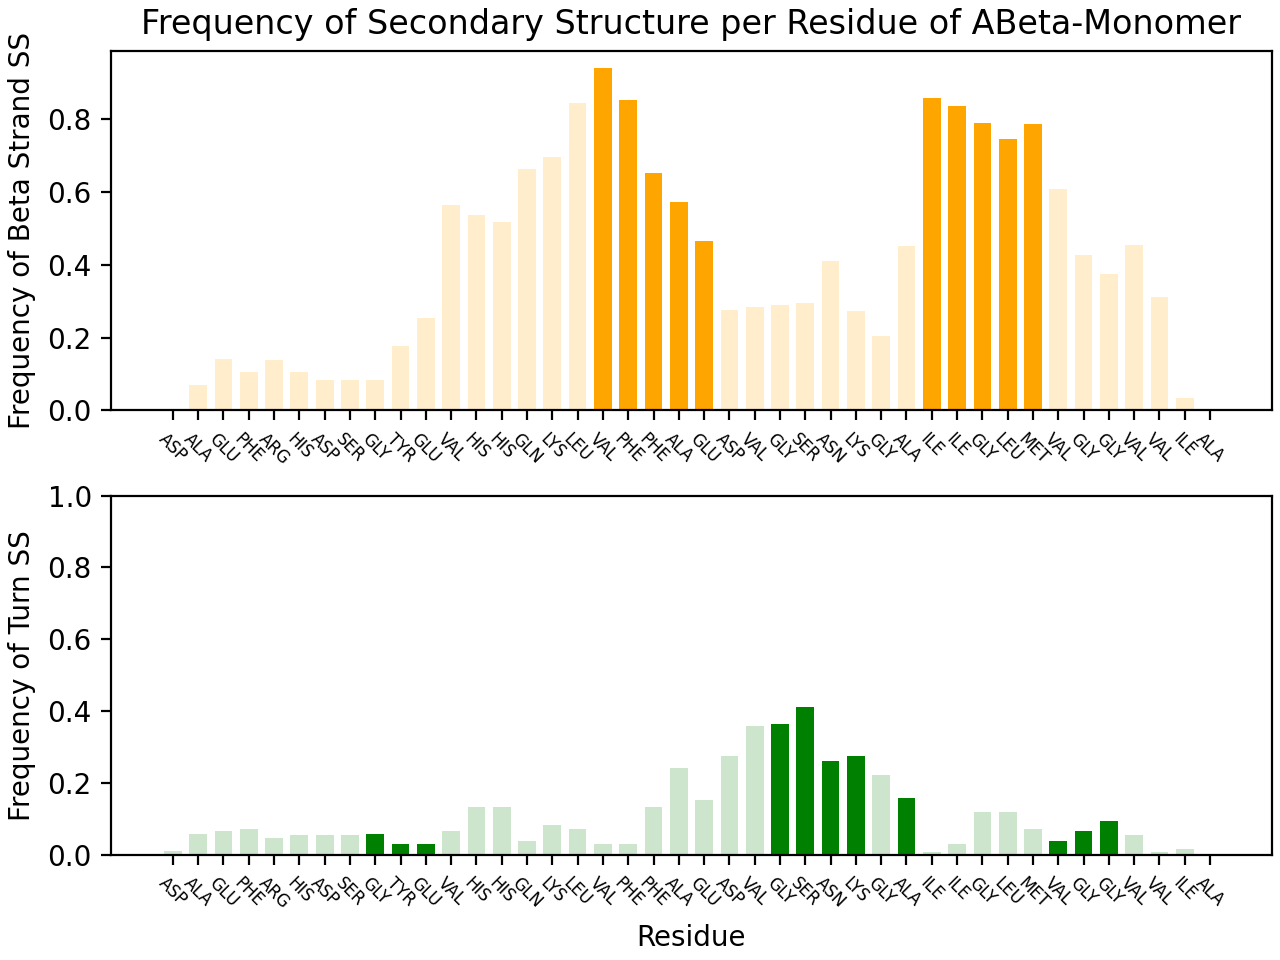 Frequency of Secondary Structure per Residue of ABeta-Monomer
Frequency of Beta Strand SS
0.8
0.6
0.4
0.2
0.0
ASP ALA GLU PHE ARG HIS ASP SER GLY TYR GLU VAL HIS HIS GLN LYS LEU VAL PHE PHE ALA GLU ASP VAL GLY SER ASN LYS GLY ALA ILE ILE GLY LEU MET VAL GLY GLY VAL VAL ILE ALA
Frequency of Turn SS
1.0
0.8
0.6
0.4
0.2
0.0
ASP ALA GLU PHE ARG HIS ASP SER GLY TYR GLU VAL HIS HIS GLN LYS LEU VAL PHE PHE ALA GLU ASP VAL GLY SER ASN LYS GLY ALA ILE ILE GLY LEU MET VAL GLY GLY VAL VAL ILE ALA
Residue